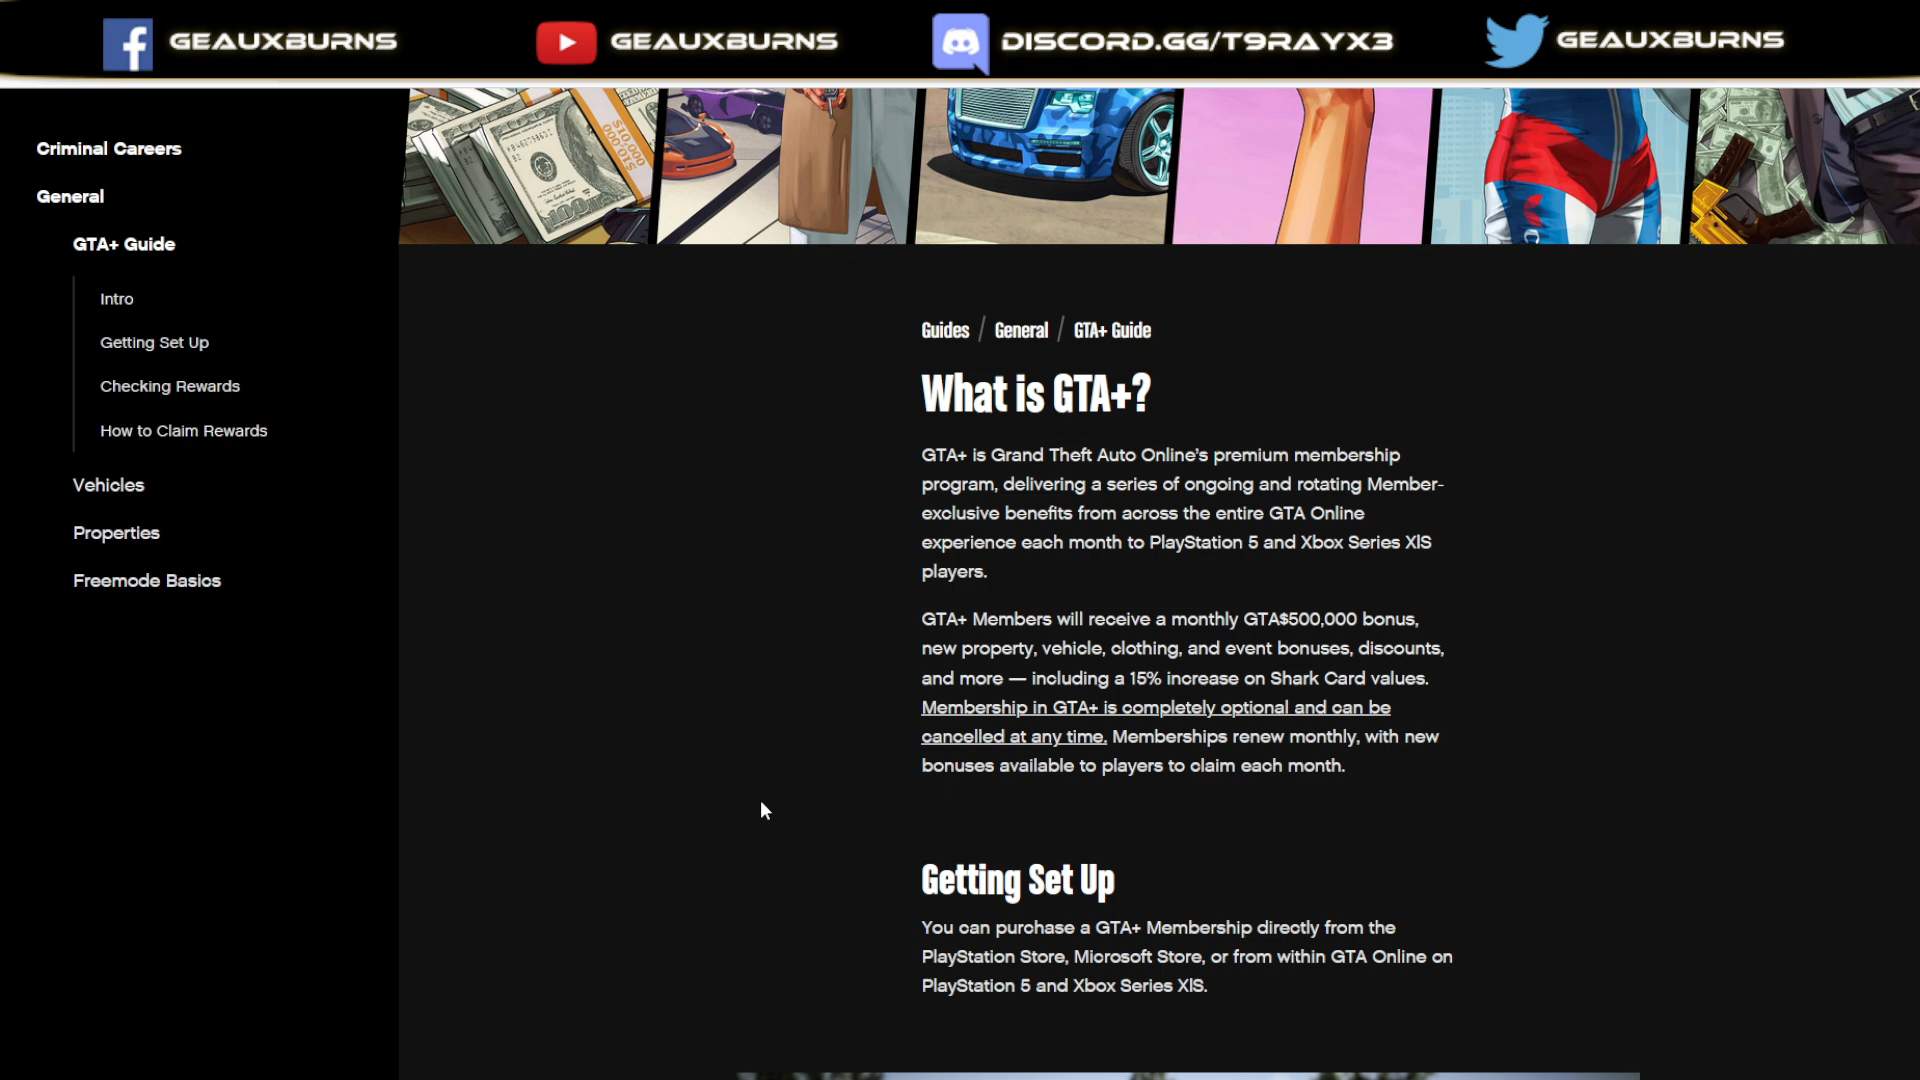 GEAUXBURNS
GEAUXBURNS
DISCORD.GG/T9RAYX3
GEAUXBURNS
Criminal Careers
General
GTA+ Guide
Intro
Getting Set Up
Checking Rewards
How to Claim Rewards
Vehicles
Properties
Freemode Basics
$10,000
100
Guides / General / GTA+ Guide
What is GTA+?
GTA+ is Grand Theft Auto Online’s premium membership
program, delivering a series of ongoing and rotating Member-
exclusive benefits from across the entire GTA Online
experience each month to PlayStation 5 and Xbox Series X|S
players.
GTA+ Members will receive a monthly GTA$500,000 bonus,
new property, vehicle, clothing, and event bonuses, discounts,
and more — including a 15% increase on Shark Card values.
Membership in GTA+ is completely optional and can be
cancelled at any time. Memberships renew monthly, with new
bonuses available to players to claim each month.
Getting Set Up
You can purchase a GTA+ Membership directly from the
PlayStation Store, Microsoft Store, or from within GTA Online on
PlayStation 5 and Xbox Series X|S.